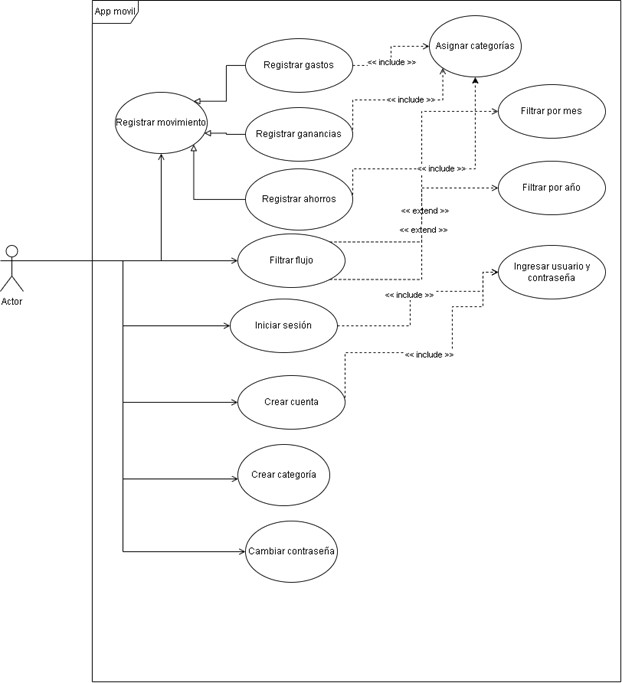 App movil
Registrar gastos
<< include >>
Asignar categorías
Registrar movimiento
Registrar ganancias
<< include >>
Filtrar por mes
Registrar ahorros
<< include >>
Filtrar por año
<< extend >>
<< extend >>
Filtrar flujo
Ingresar usuario y
contraseña
Actor
<< include >>
Iniciar sesión
<< include >>
Crear cuenta
Crear categoría
Cambiar contraseña